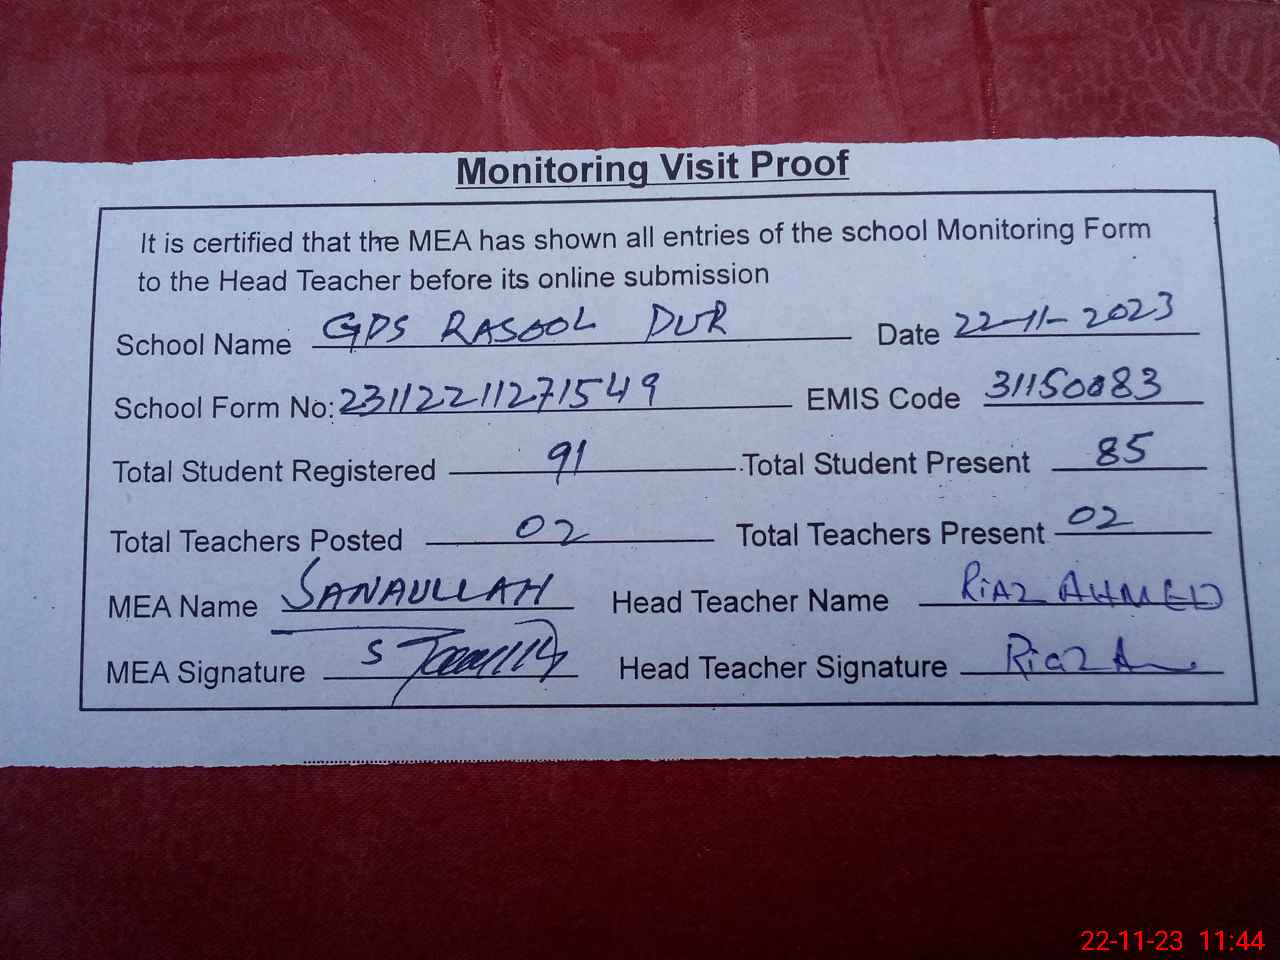 Monitoring Visit Proof
It is certified that the MEA has shown all entries of the school Monitoring Form
to the Head Teacher before its online submission
School Name GPS RASOOL DUR Date 22-11-2023
School Form No: 23112211271549 EMIS Code 31150083
Total Student Registered 91 Total Student Present 85
Total Teachers Posted 02 Total Teachers Present 02
MEA Name SANAULLAH Head Teacher Name RiAZ AHMED
MEA Signature Head Teacher Signature Riaz A
22-11-23 11:44